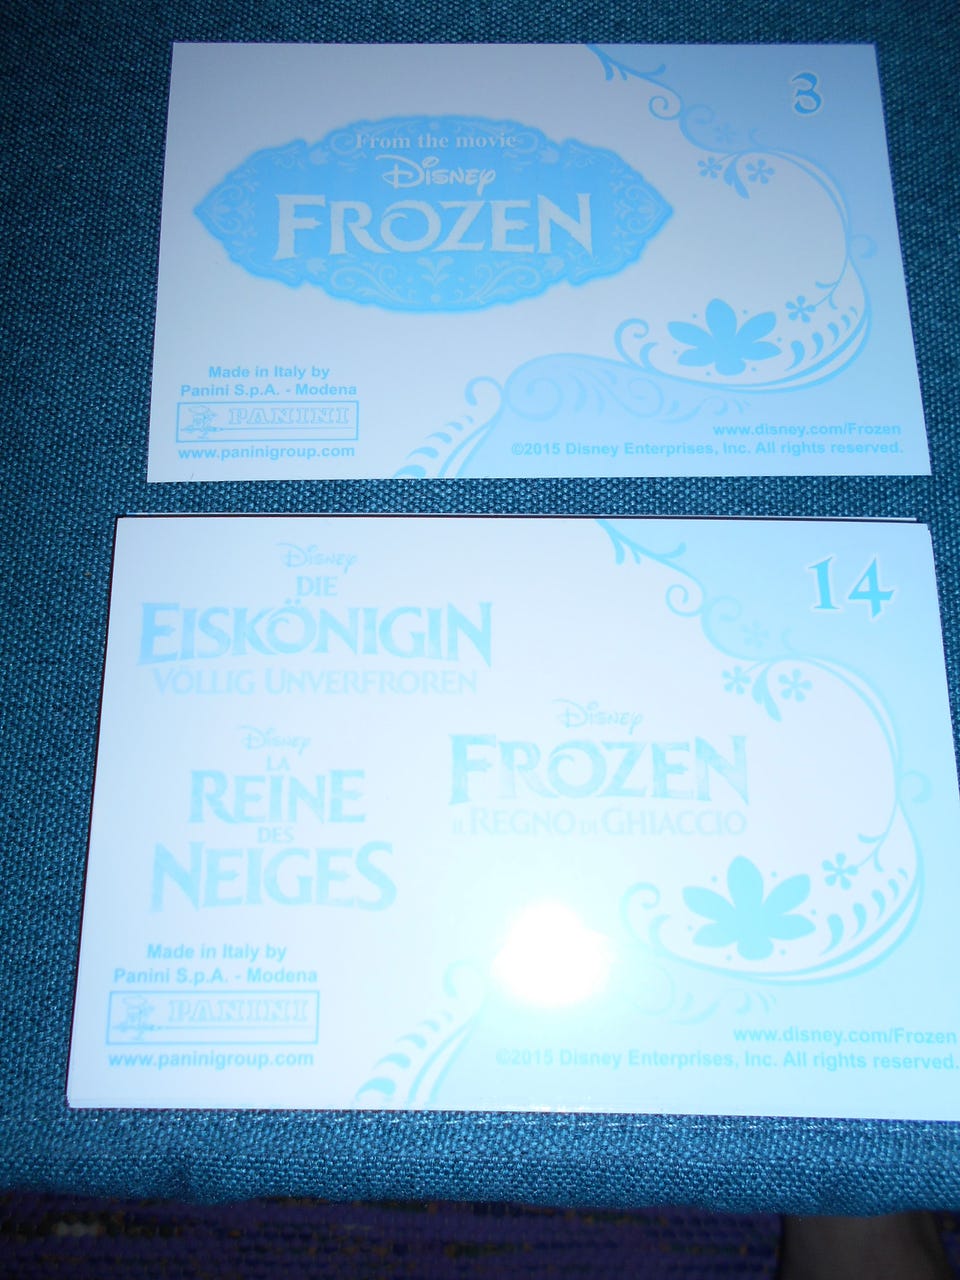 3
From the movie
Disney
FROZEN
Made in Italy by
Panini S.p.A. - Modena
PANINI
www.paninigroup.com
www.disney.com/Frozen
©2015 Disney Enterprises, Inc. All rights reserved.
14
Disney
DIE
EISKÖNIGIN
VÖLLIG UNVERFROREN
Disney
LA
REINE
DES
NEIGES
Disney
FROZEN
IL REGNO DI GHIACCIO
Made in Italy by
Panini S.p.A. - Modena
PANINI
www.paninigroup.com
www.disney.com/Frozen
©2015 Disney Enterprises, Inc. All rights reserved.